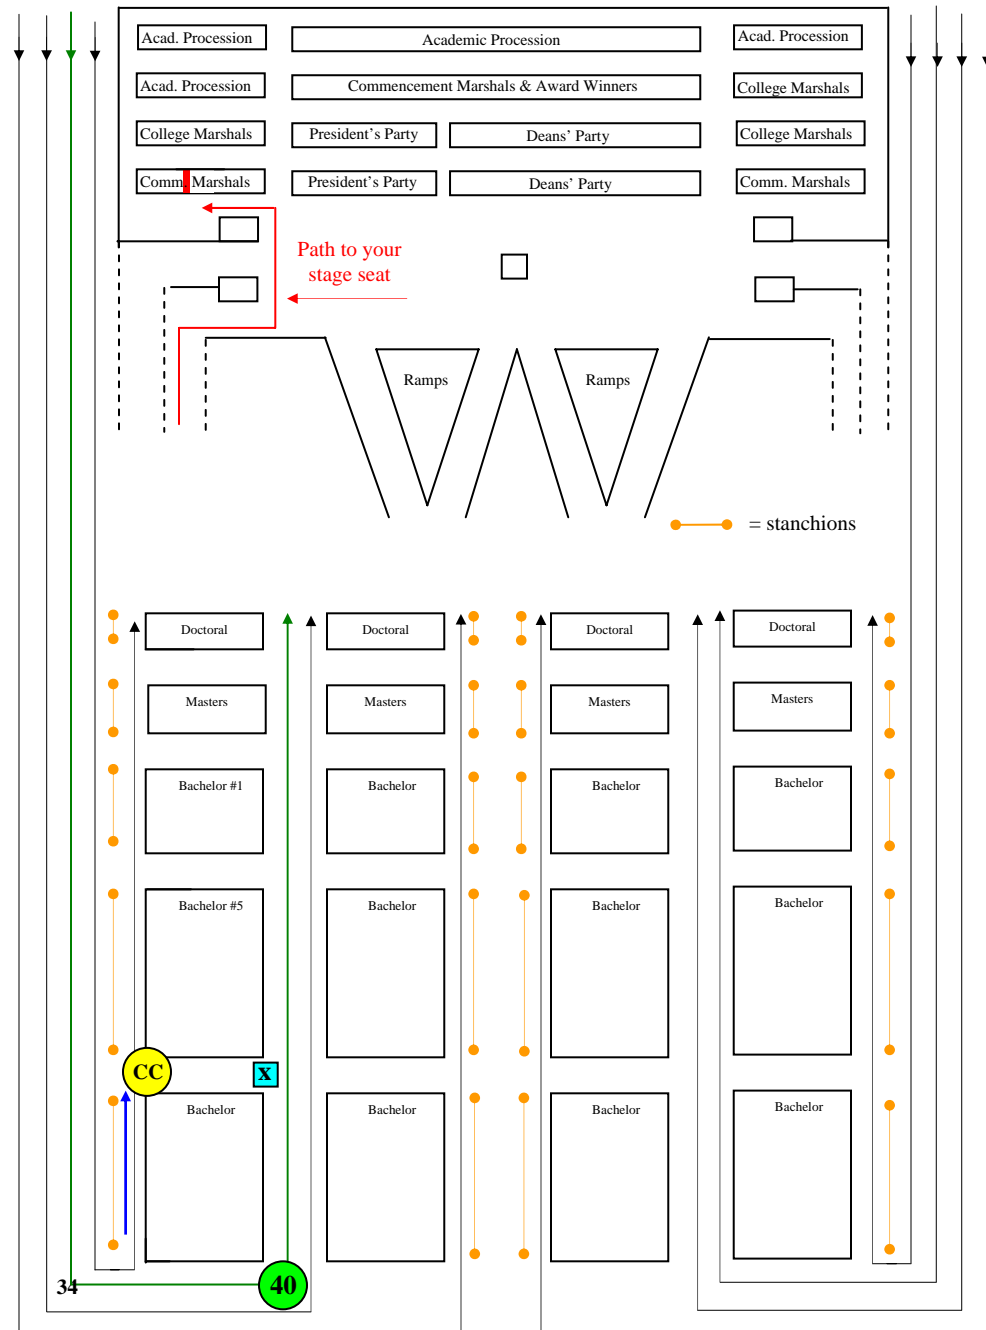 Acad. Procession
Academic Procession
Acad. Procession
Acad. Procession
Commencement Marshals & Award Winners
College Marshals
College Marshals
President's Party
Deans' Party
College Marshals
Comm. Marshals
President's Party
Deans' Party
Comm. Marshals
Path to your
stage seat
Ramps
Ramps
= stanchions
Doctoral
Doctoral
Doctoral
Doctoral
Masters
Masters
Masters
Masters
Bachelor #1
Bachelor
Bachelor
Bachelor
Bachelor #5
Bachelor
Bachelor
Bachelor
CC
X
Bachelor
Bachelor
Bachelor
Bachelor
34
40